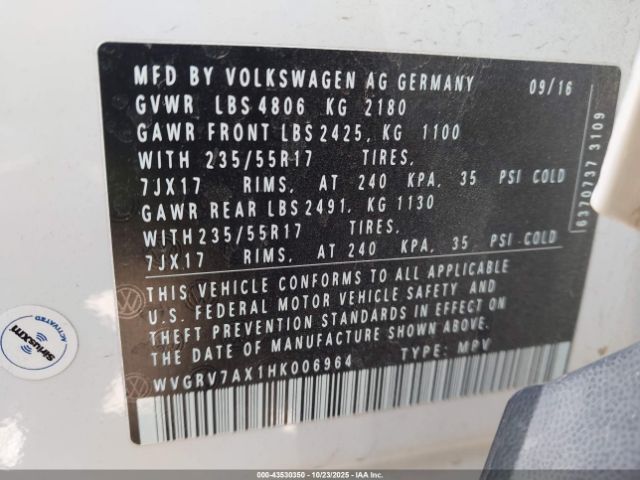 MFD BY VOLKSWAGEN AG GERMANY 09/16
GVWR LBS 4806 KG 2180
GAWR FRONT LBS 2425, KG 1100
WITH 235/55R17 TIRES,
7JX17 RIMS, AT 240 KPA, 35 PSI COLD
GAWR REAR LBS 2491, KG 1130
WITH 235/55R17 TIRES,
7JX17 RIMS, AT 240 KPA, 35 PSI COLD
THIS VEHICLE CONFORMS TO ALL APPLICABLE
U.S. FEDERAL MOTOR VEHICLE SAFETY AND
THEFT PREVENTION STANDARDS IN EFFECT ON
THE DATE OF MANUFACTURE SHOWN ABOVE.
WVGRV7AX1HK006964 TYPE: MPV
6370737 3109
ACTIVATED
siriusxm
000-43530350 - 10/23/2025 - IAAI.COM